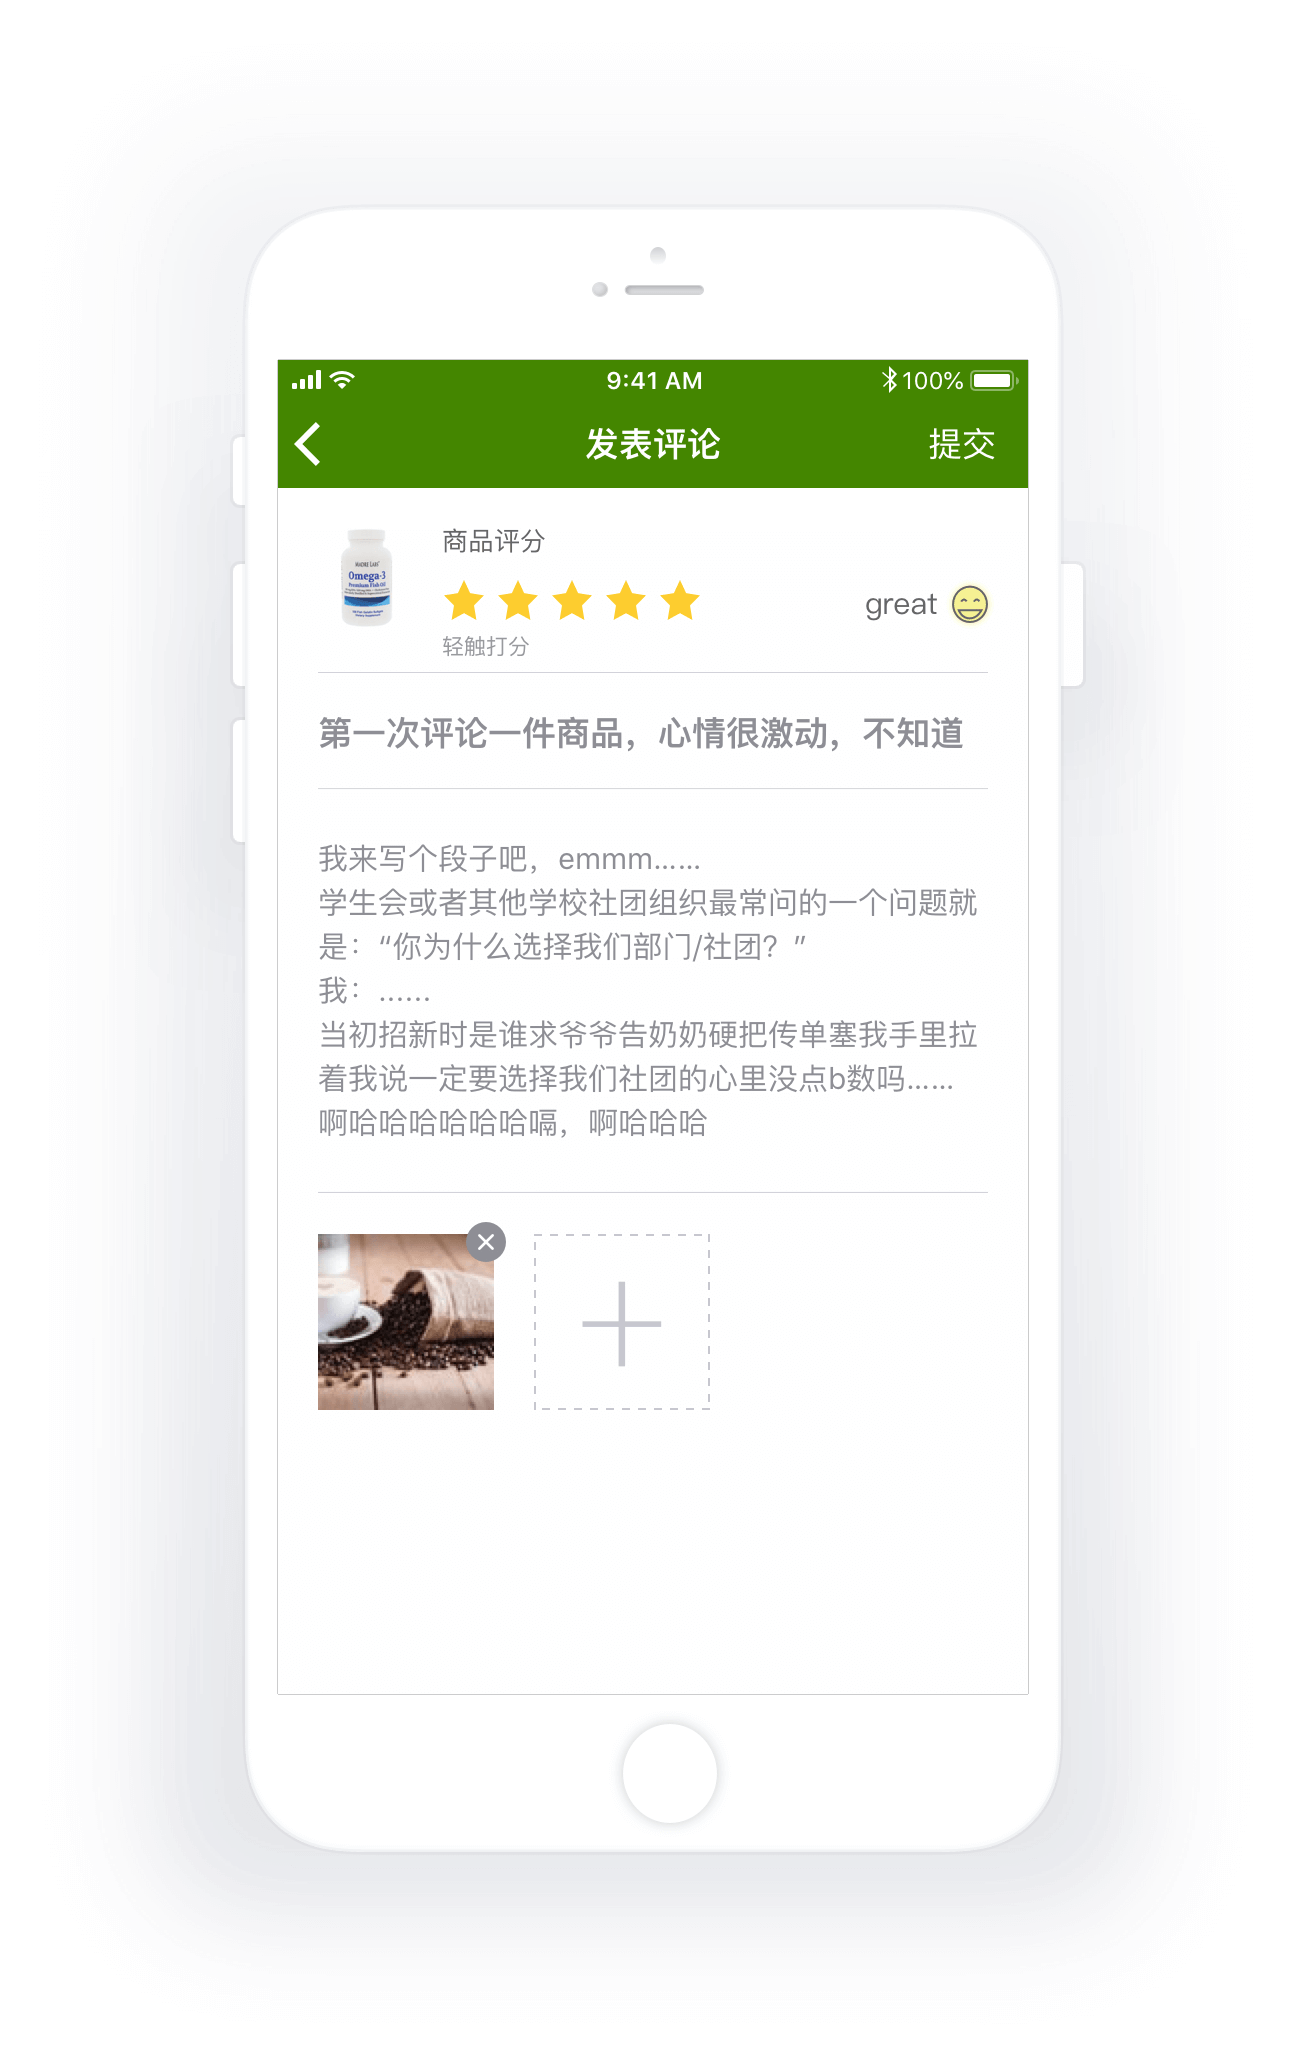 9:41 AM
100%
发表评论
提交
商品评分
MADRE LABS
Omega-3
Premium Fish Oil
great
轻触打分
第一次评论一件商品，心情很激动，不知道
我来写个段子吧，emmm……
学生会或者其他学校社团组织最常问的一个问题就
是：“你为什么选择我们部门/社团？”
我：……
当初招新时是谁求爷爷告奶奶硬把传单塞我手里拉
着我说一定要选择我们社团的心里没点b数吗……
啊哈哈哈哈哈哈嗝，啊哈哈哈